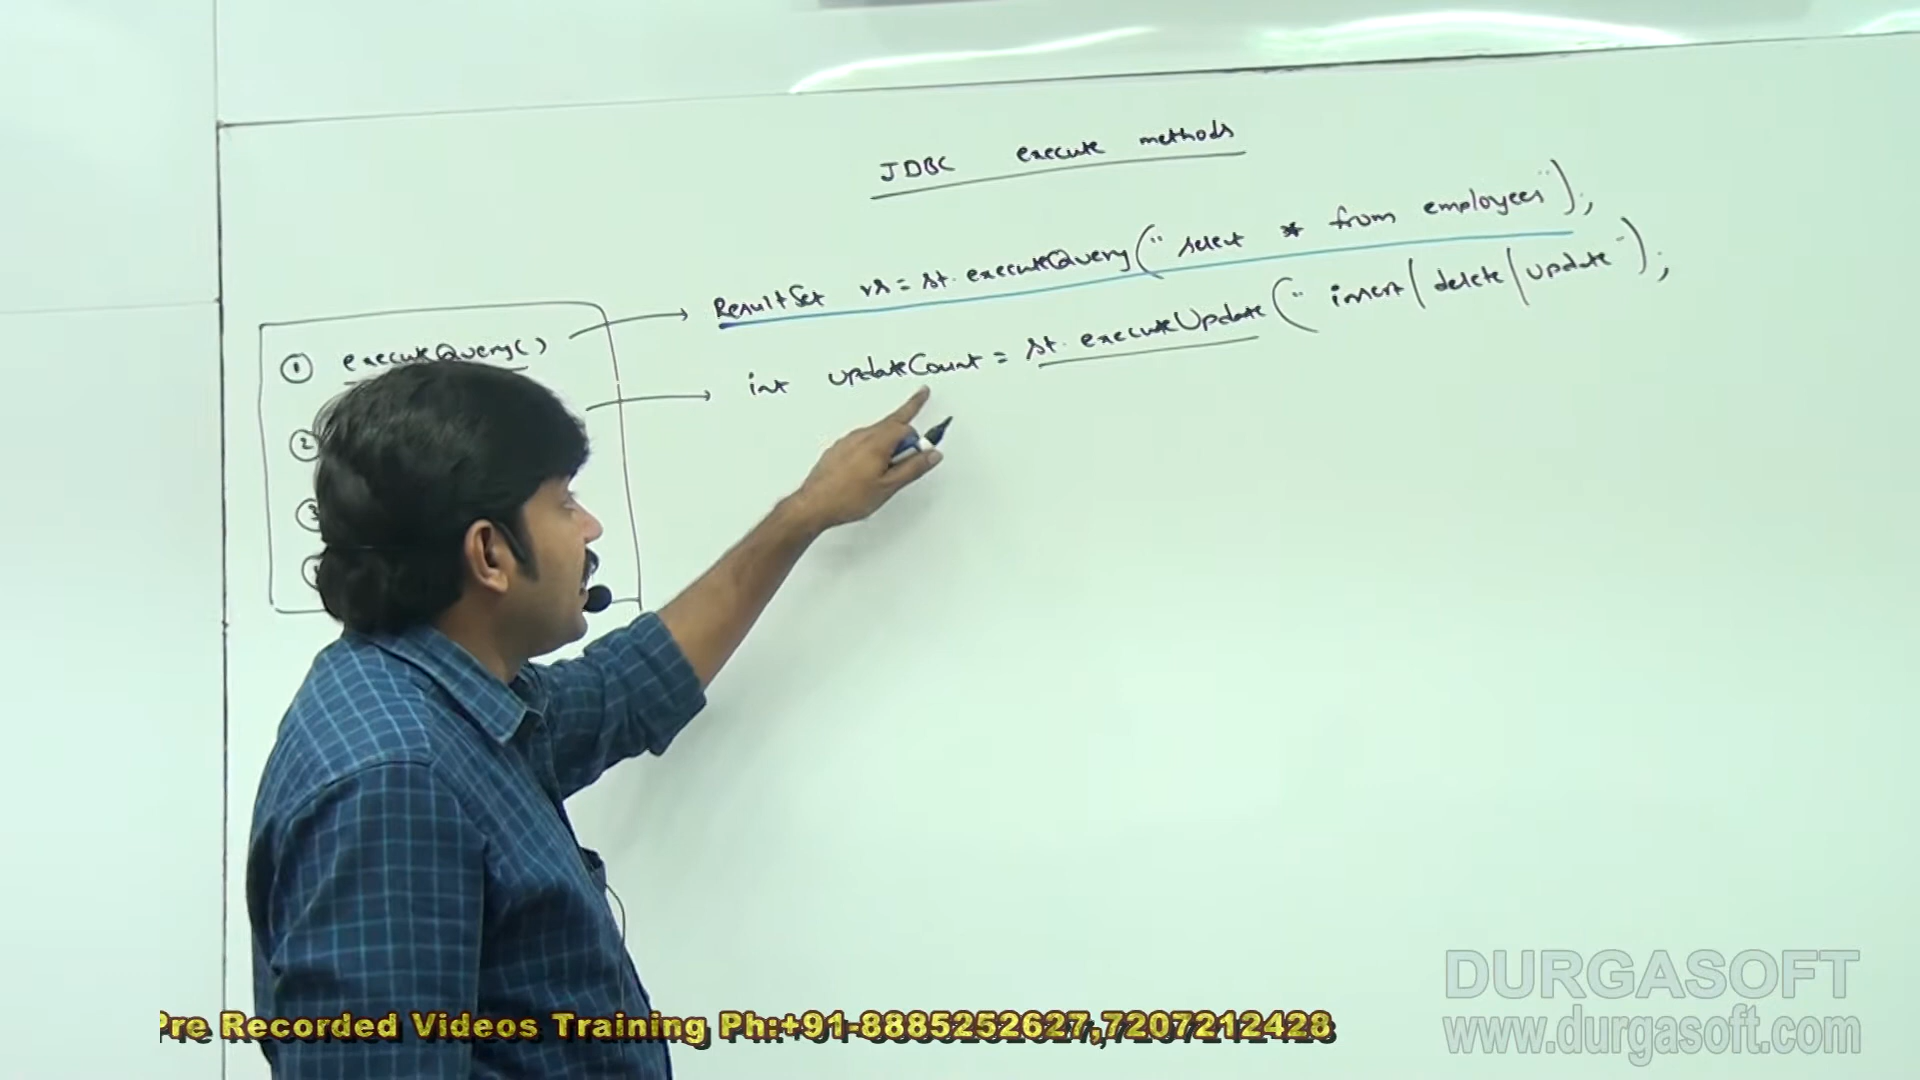 JDBC execute methods
① executeQuery()
②
ResultSet rs = st.executeQuery("select * from employees");
int updateCount = st.executeUpdate("insert/delete/update");
Pre Recorded Videos Training Ph:+91-8885252627,7207212428
DURGASOFT
www.durgasoft.com